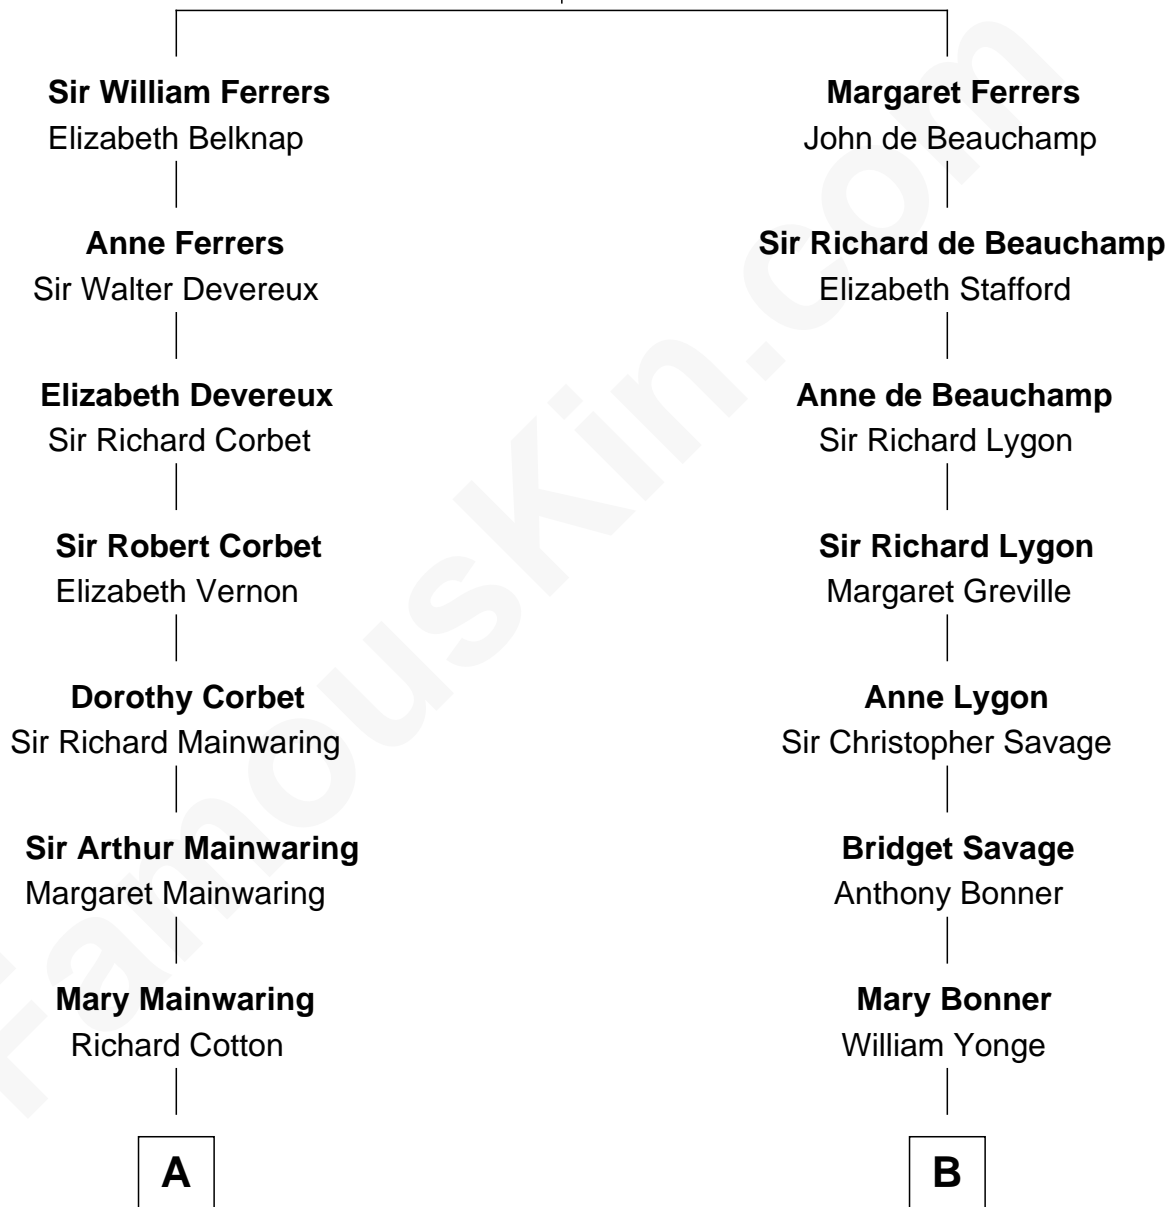 Sir William Ferrers
Elizabeth Belknap
Margaret Ferrers
John de Beauchamp
Anne Ferrers
Sir Walter Devereux
Sir Richard de Beauchamp
Elizabeth Stafford
Elizabeth Devereux
Sir Richard Corbet
Anne de Beauchamp
Sir Richard Lygon
Sir Robert Corbet
Elizabeth Vernon
Sir Richard Lygon
Margaret Greville
Dorothy Corbet
Sir Richard Mainwaring
Anne Lygon
Sir Christopher Savage
Sir Arthur Mainwaring
Margaret Mainwaring
Bridget Savage
Anthony Bonner
Mary Mainwaring
Richard Cotton
Mary Bonner
William Yonge
A
B
FamousKin.com